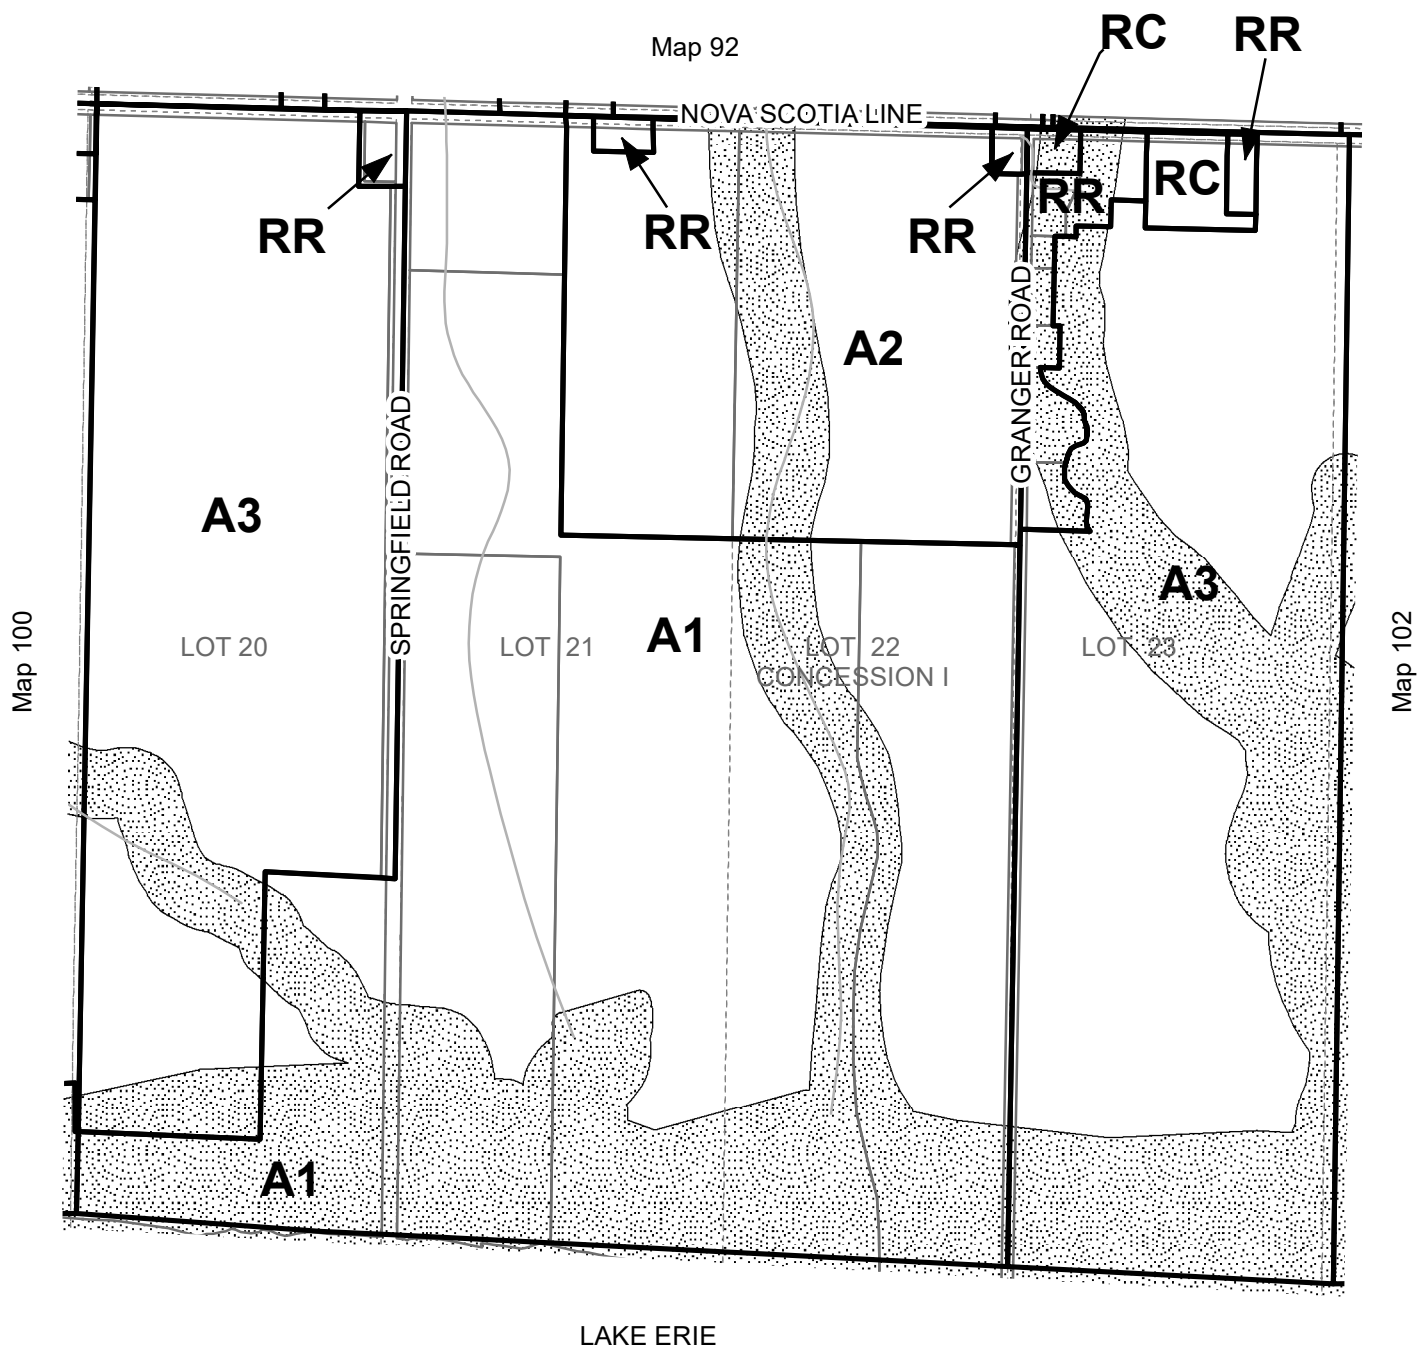 RC
RR
Map 92
NOVA SCOTIA LINE
RR
RR
RR
RR
RC
A2
GRANGER ROAD
SPRINGFIELD ROAD
A3
A3
A1
LOT 20
LOT 21
LOT 22
CONCESSION I
LOT 23
Map 100
Map 102
A1
LAKE ERIE